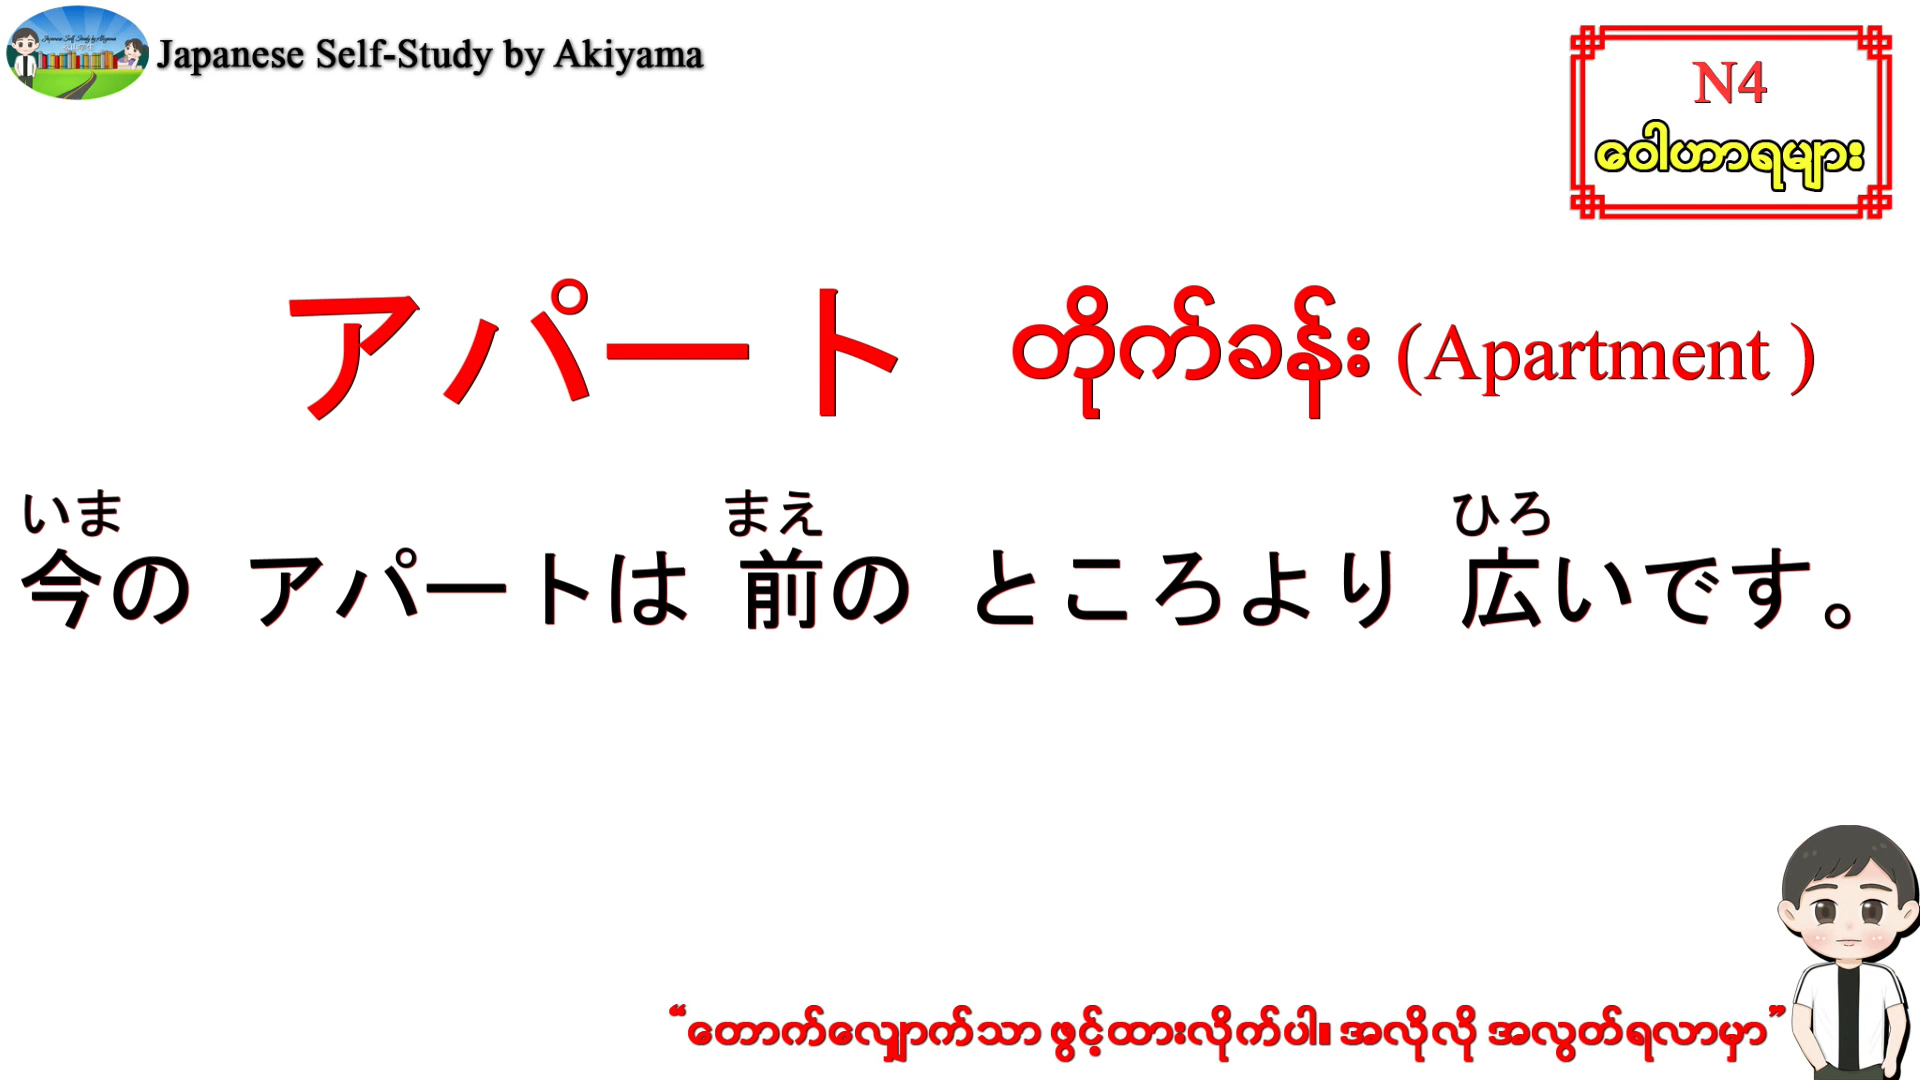 Japanese Self-Study by Akiyama
N4
ဝေါဟာရများ
アパート တိုက်ခန်း (Apartment )
いま まえ ひろ
今の アパートは 前の ところより 広いです。
“တောက်လျှောက်သာ ဖွင့်ထားလိုက်ပါ။ အလိုလို အလွတ်ရလာမှာ”